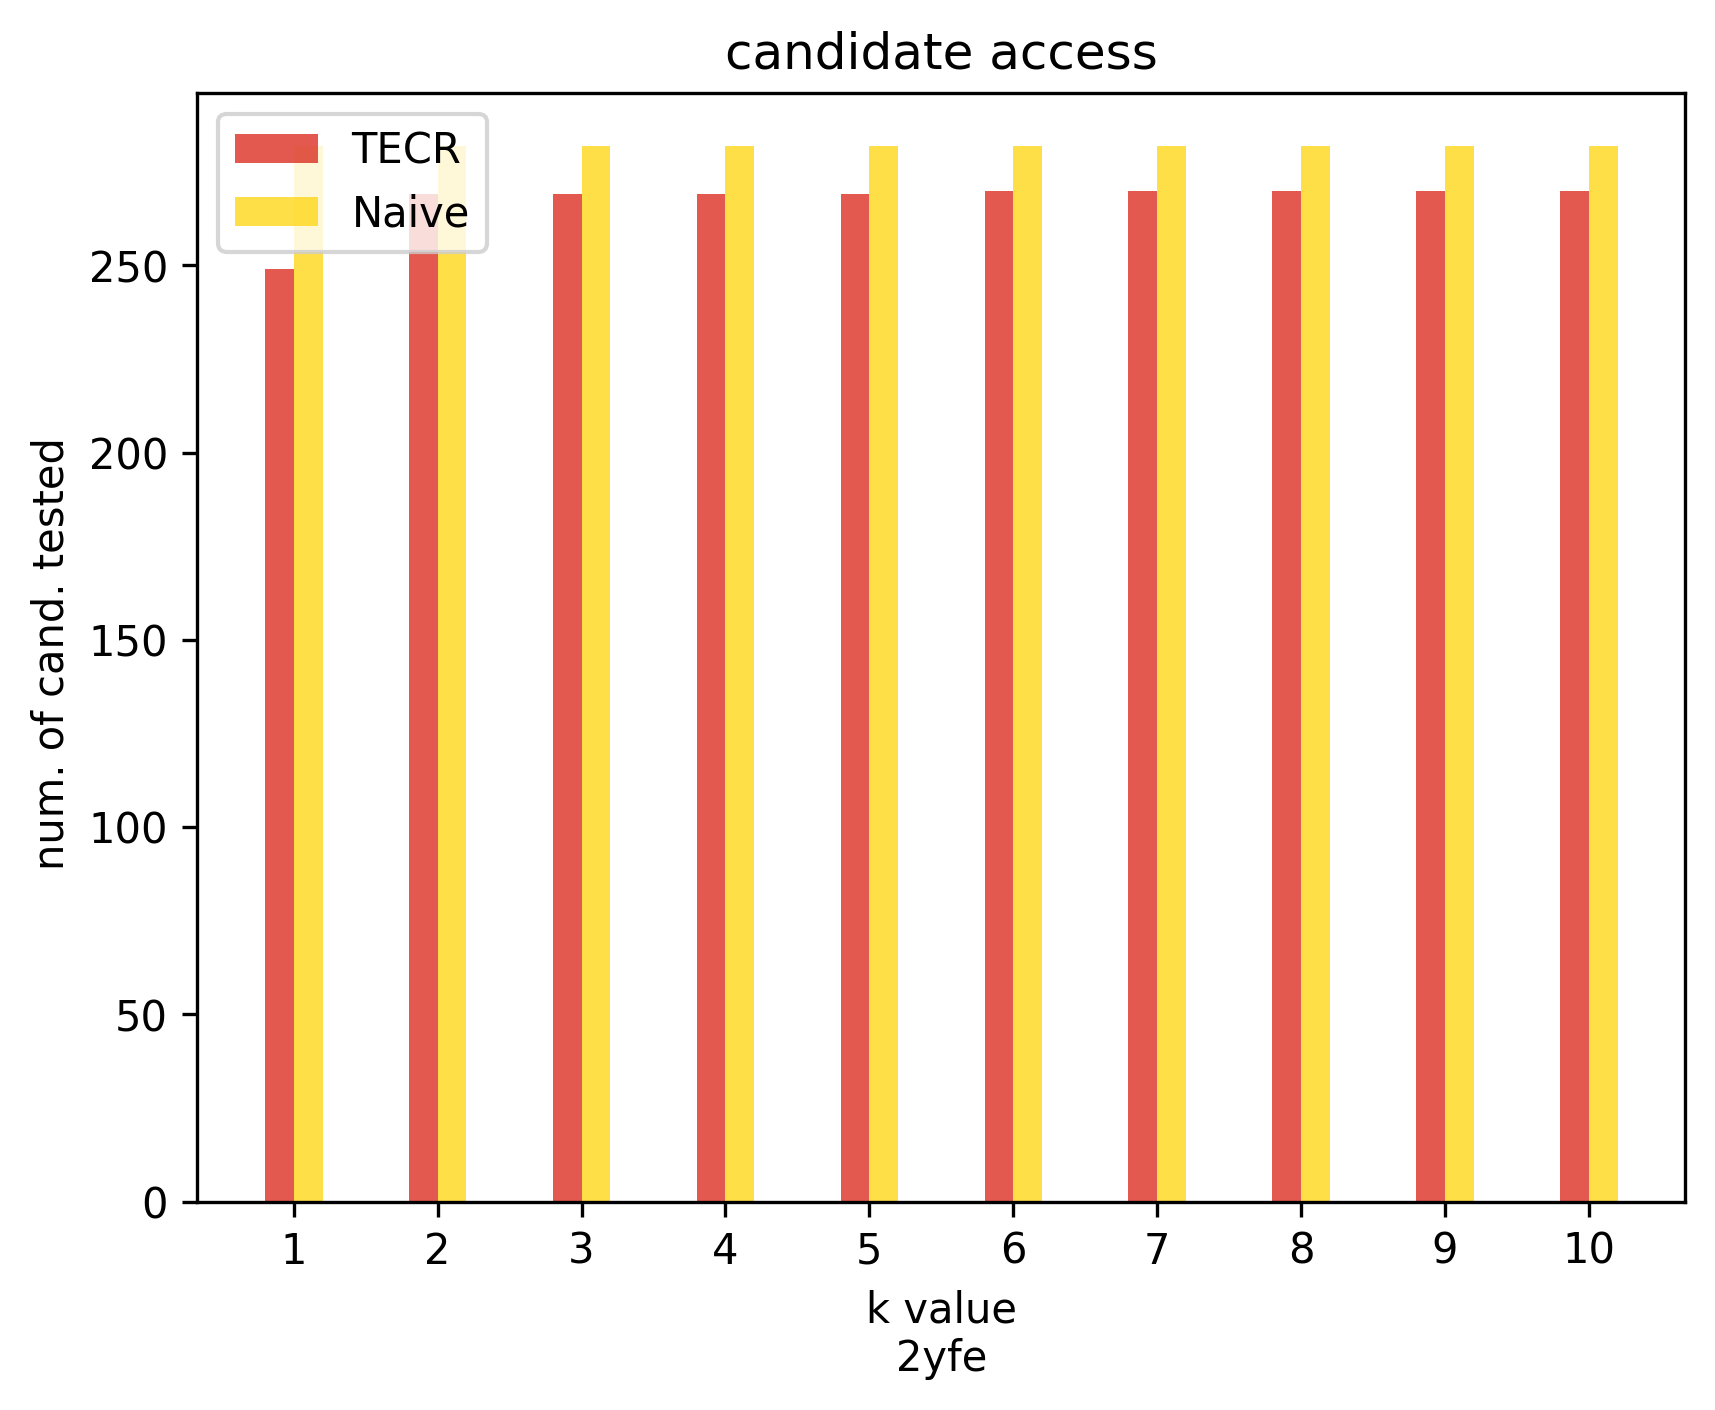 candidate access
TECR
Naive
250
200
150
100
50
0
num. of cand. tested
1 2 3 4 5 6 7 8 9 10
k value
2yfe